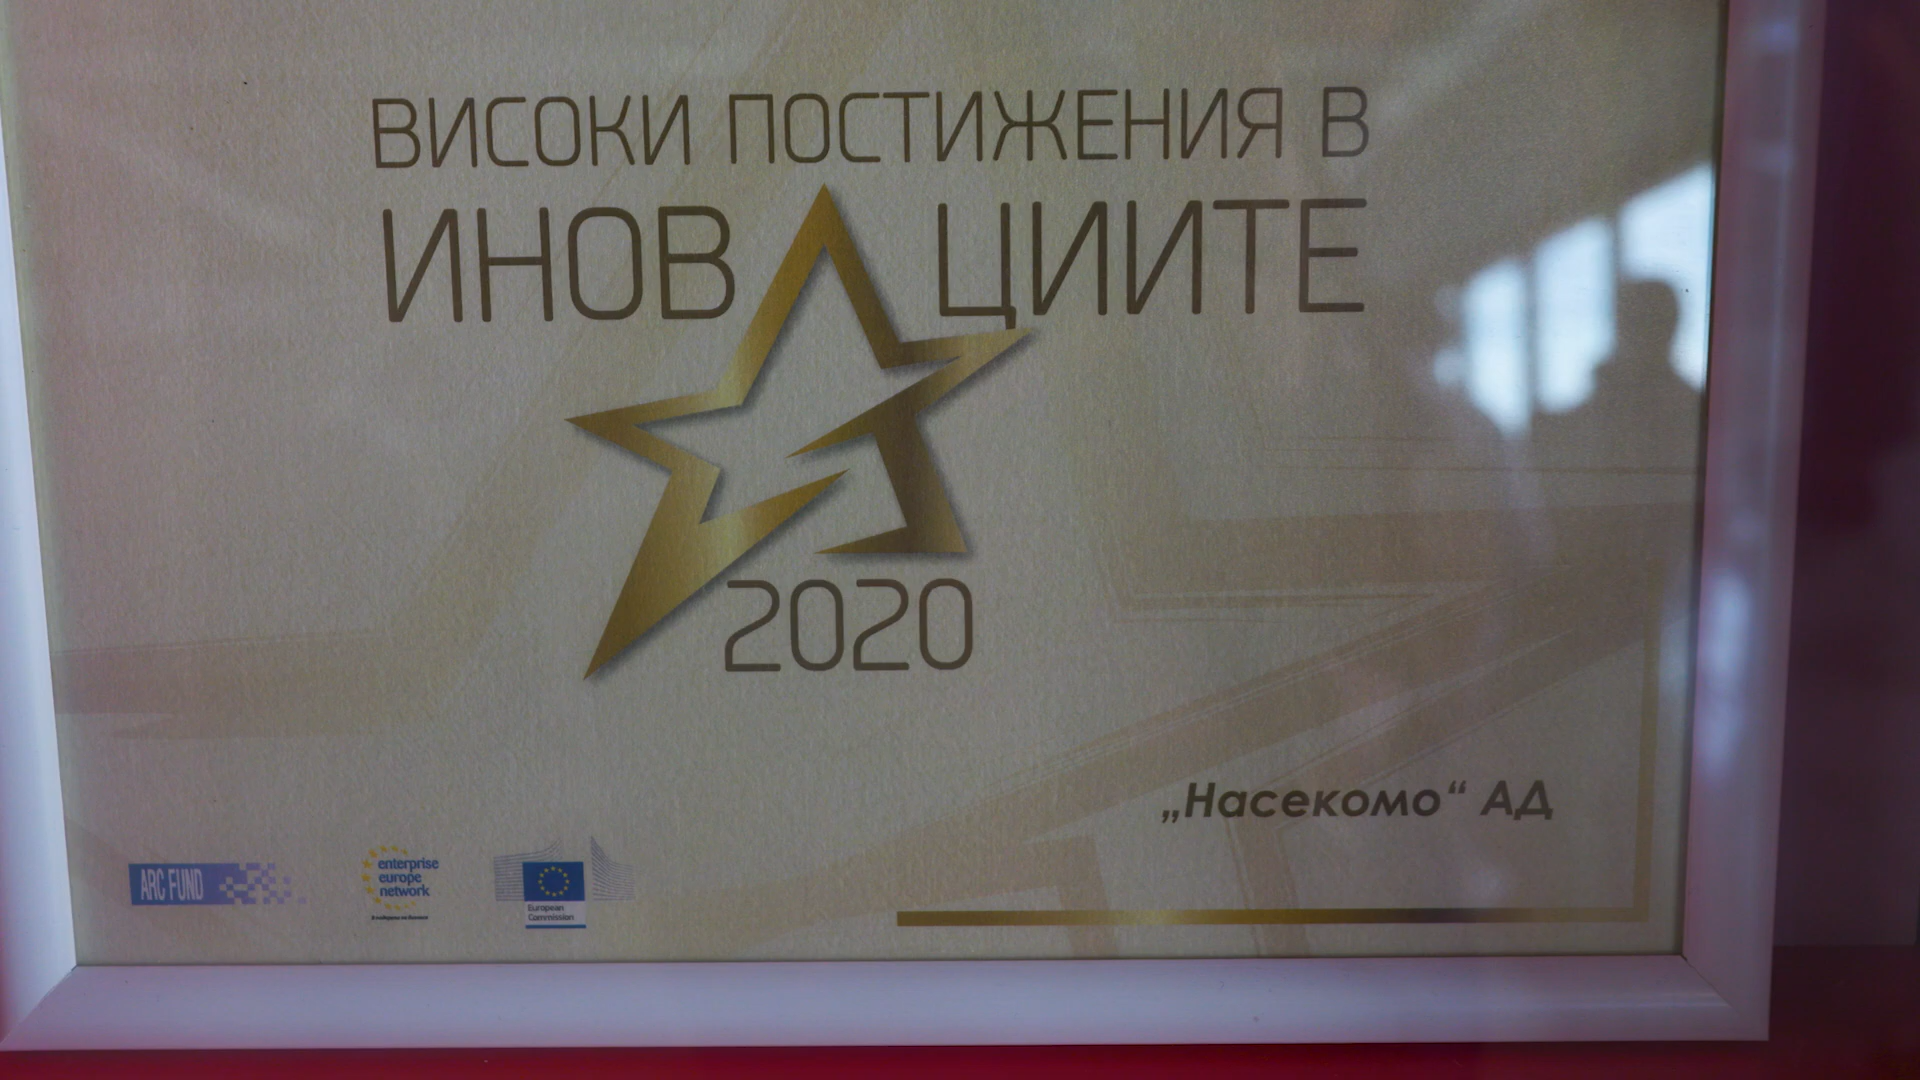 ВИСОКИ ПОСТИЖЕНИЯ В
ИНОВАЦИИТЕ
2020
„Насекомо“ АД
ARC FUND
enterprise
europe
network
European
Commission